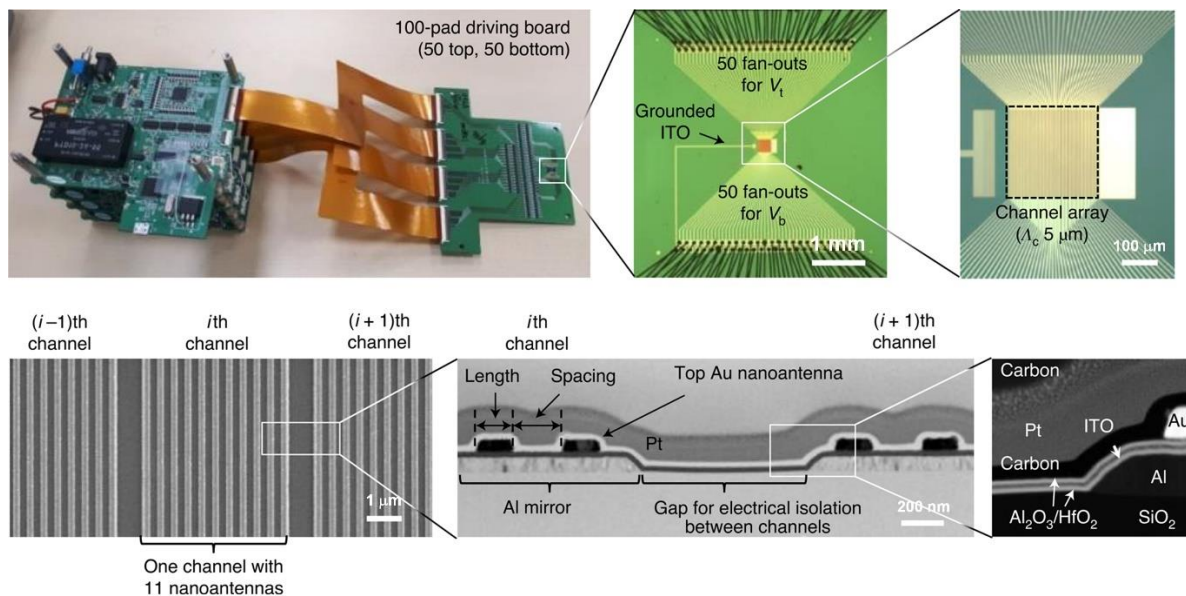 100-pad driving board
(50 top, 50 bottom)
50 fan-outs
for Vt
Grounded
ITO
50 fan-outs
for Vb
1 mm
Channel array
(Λc 5 μm)
100 μm
(i –1)th
channel
ith
channel
(i + 1)th
channel
1 μm
One channel with
11 nanoantennas
ith
channel
(i + 1)th
channel
Length
Spacing
Top Au nanoantenna
Pt
Al mirror
Gap for electrical isolation
between channels
200 nm
Carbon
ITO
Au
Pt
Carbon
Al
Al2O3/HfO2
SiO2